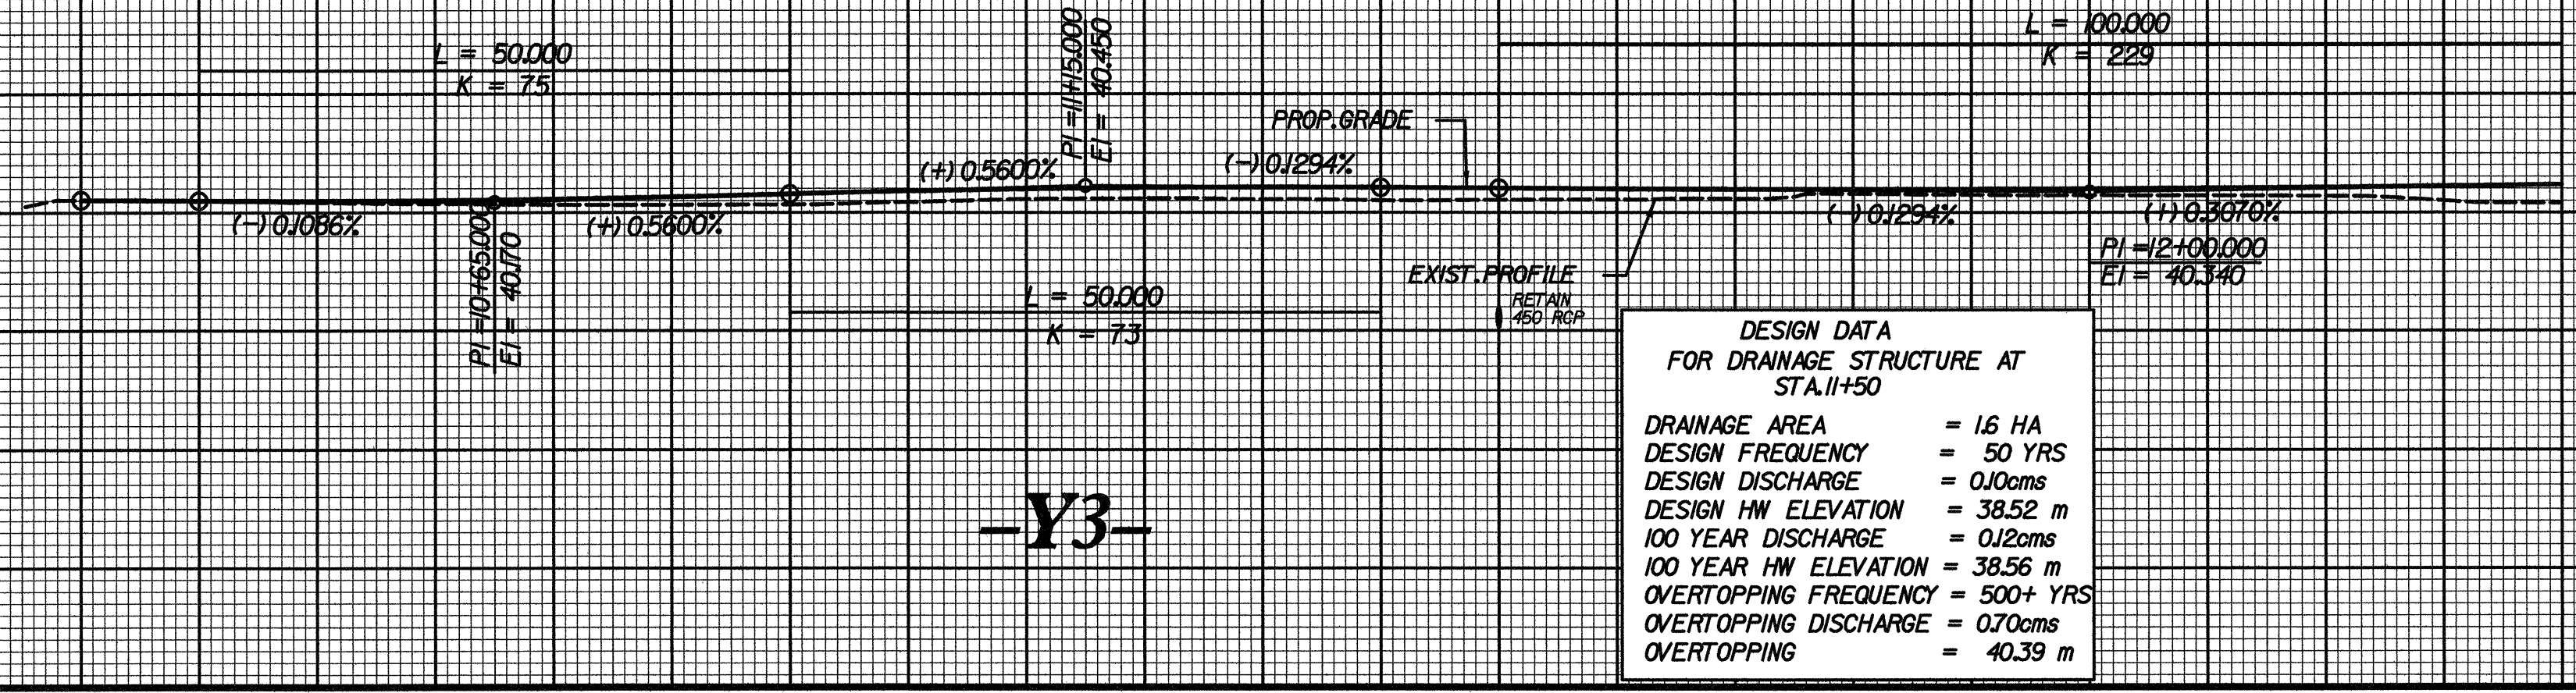 L = 50.000
K = 75
PI =11+15.000
El = 40.450
L = 100.000
K = 229
PROP.GRADE
(+) 0.5600%
(-) 0.1294%
(-) 0.1086%
PI =10+65.000
El = 40.170
(+) 0.5600%
(-) 0.1294%
(+) 0.3070%
PI =12+00.000
El = 40.340
EXIST.PROFILE
RETAIN
450 RCP
L = 50.000
K = 73
-Y3-
DESIGN DATA
FOR DRAINAGE STRUCTURE AT
STA.11+50
DRAINAGE AREA = 1.6 HA
DESIGN FREQUENCY = 50 YRS
DESIGN DISCHARGE = 0.10cms
DESIGN HW ELEVATION = 38.52 m
100 YEAR DISCHARGE = 0.12cms
100 YEAR HW ELEVATION = 38.56 m
OVERTOPPING FREQUENCY = 500+ YRS
OVERTOPPING DISCHARGE = 0.70cms
OVERTOPPING = 40.39 m